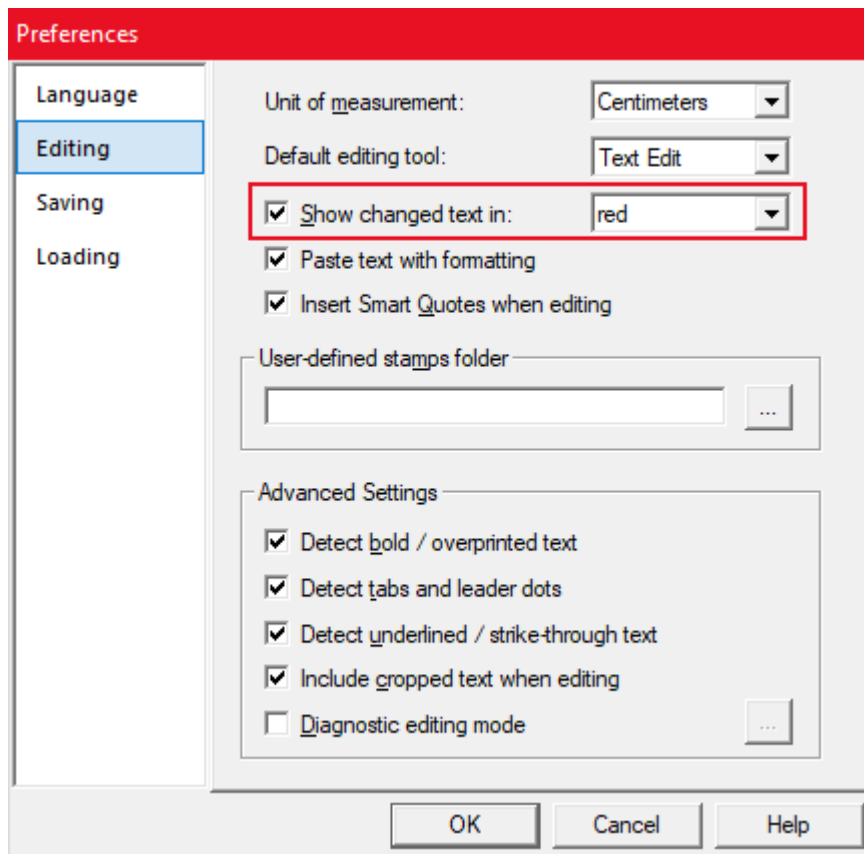 Preferences
Language
Editing
Saving
Loading
Unit of measurement: Centimeters
Default editing tool: Text Edit
Show changed text in: red
Paste text with formatting
Insert Smart Quotes when editing
User-defined stamps folder
...
Advanced Settings
Detect bold / overprinted text
Detect tabs and leader dots
Detect underlined / strike-through text
Include cropped text when editing
Diagnostic editing mode ...
OK Cancel Help